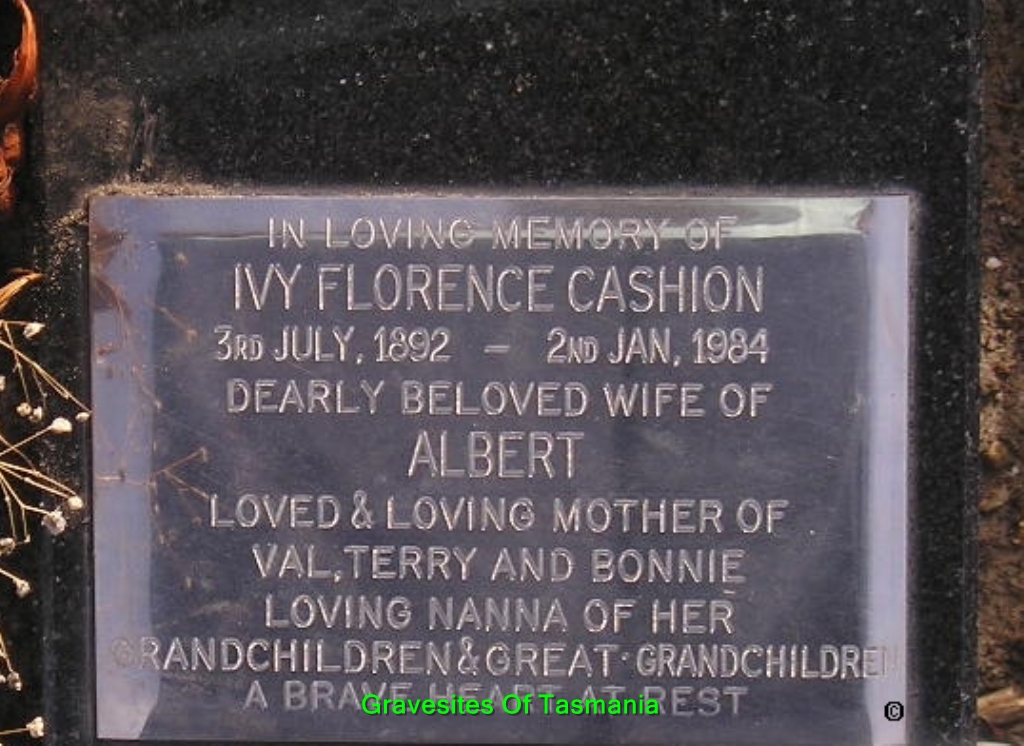 IN LOVING MEMORY OF
IVY FLORENCE CASHION
3RD JULY, 1892 - 2ND JAN, 1984
DEARLY BELOVED WIFE OF
ALBERT
LOVED & LOVING MOTHER OF
VAL, TERRY AND BONNIE
LOVING NANNA OF HER
GRANDCHILDREN & GREAT-GRANDCHILDREN
A BRAVE HEART AT REST
Gravesites Of Tasmania
©